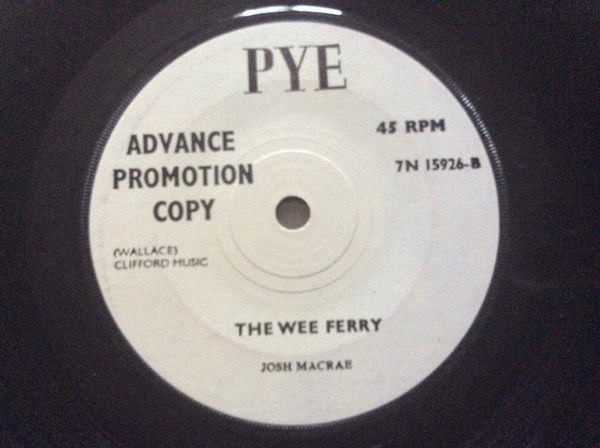 PYE
ADVANCE
PROMOTION
COPY
45 RPM
7N 15926-B
(WALLACE)
CLIFFORD MUSIC
THE WEE FERRY
JOSH MACRAE